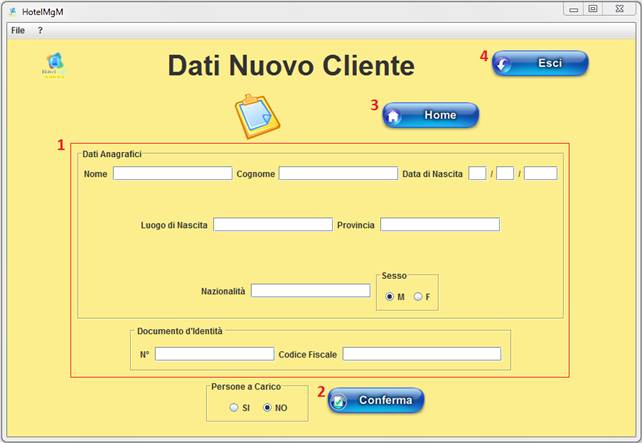 HotelMgM
File ?
Dati Nuovo Cliente
4 Esci
3 Home
1
Dati Anagrafici
Nome Cognome Data di Nascita / /
Luogo di Nascita Provincia
Sesso
Nazionalità M F
Documento d'Identità
N° Codice Fiscale
Persone a Carico
2 Conferma
SI NO